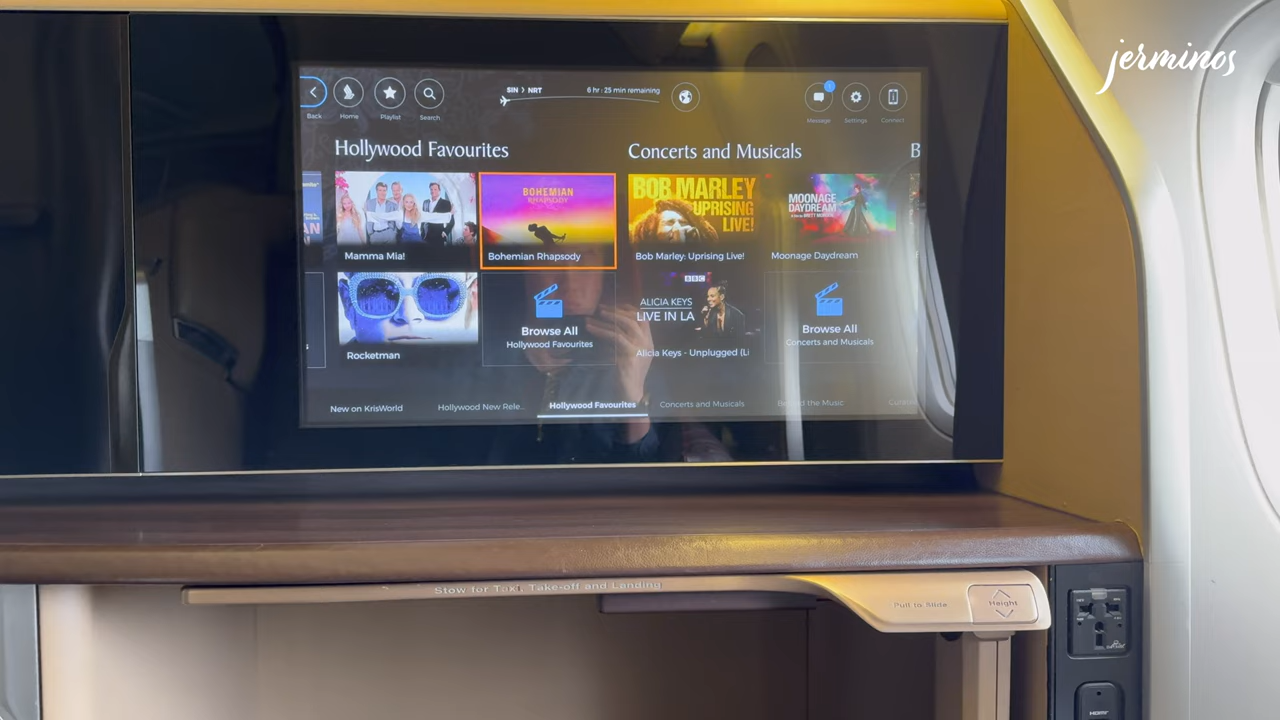 jerminos
SIN > NRT
6 hr : 25 min remaining
Back
Home
Playlist
Search
Message
Settings
Connect
Hollywood Favourites
Concerts and Musicals
B
Mamma Mia!
BOHEMIAN
RHAPSODY
Bohemian Rhapsody
BOB MARLEY
UPRISING
LIVE!
Bob Marley: Uprising Live!
MOONAGE
DAYDREAM
Moonage Daydream
Rocketman
Browse All
Hollywood Favourites
BBC
ALICIA KEYS
LIVE IN LA
Alicia Keys - Unplugged (Li
Browse All
Concerts and Musicals
New on KrisWorld
Hollywood New Rele...
Hollywood Favourites
Concerts and Musicals
Behind the Music
Stow for Taxi, Take-off and Landing
Pull to Slide
Height
HDMI